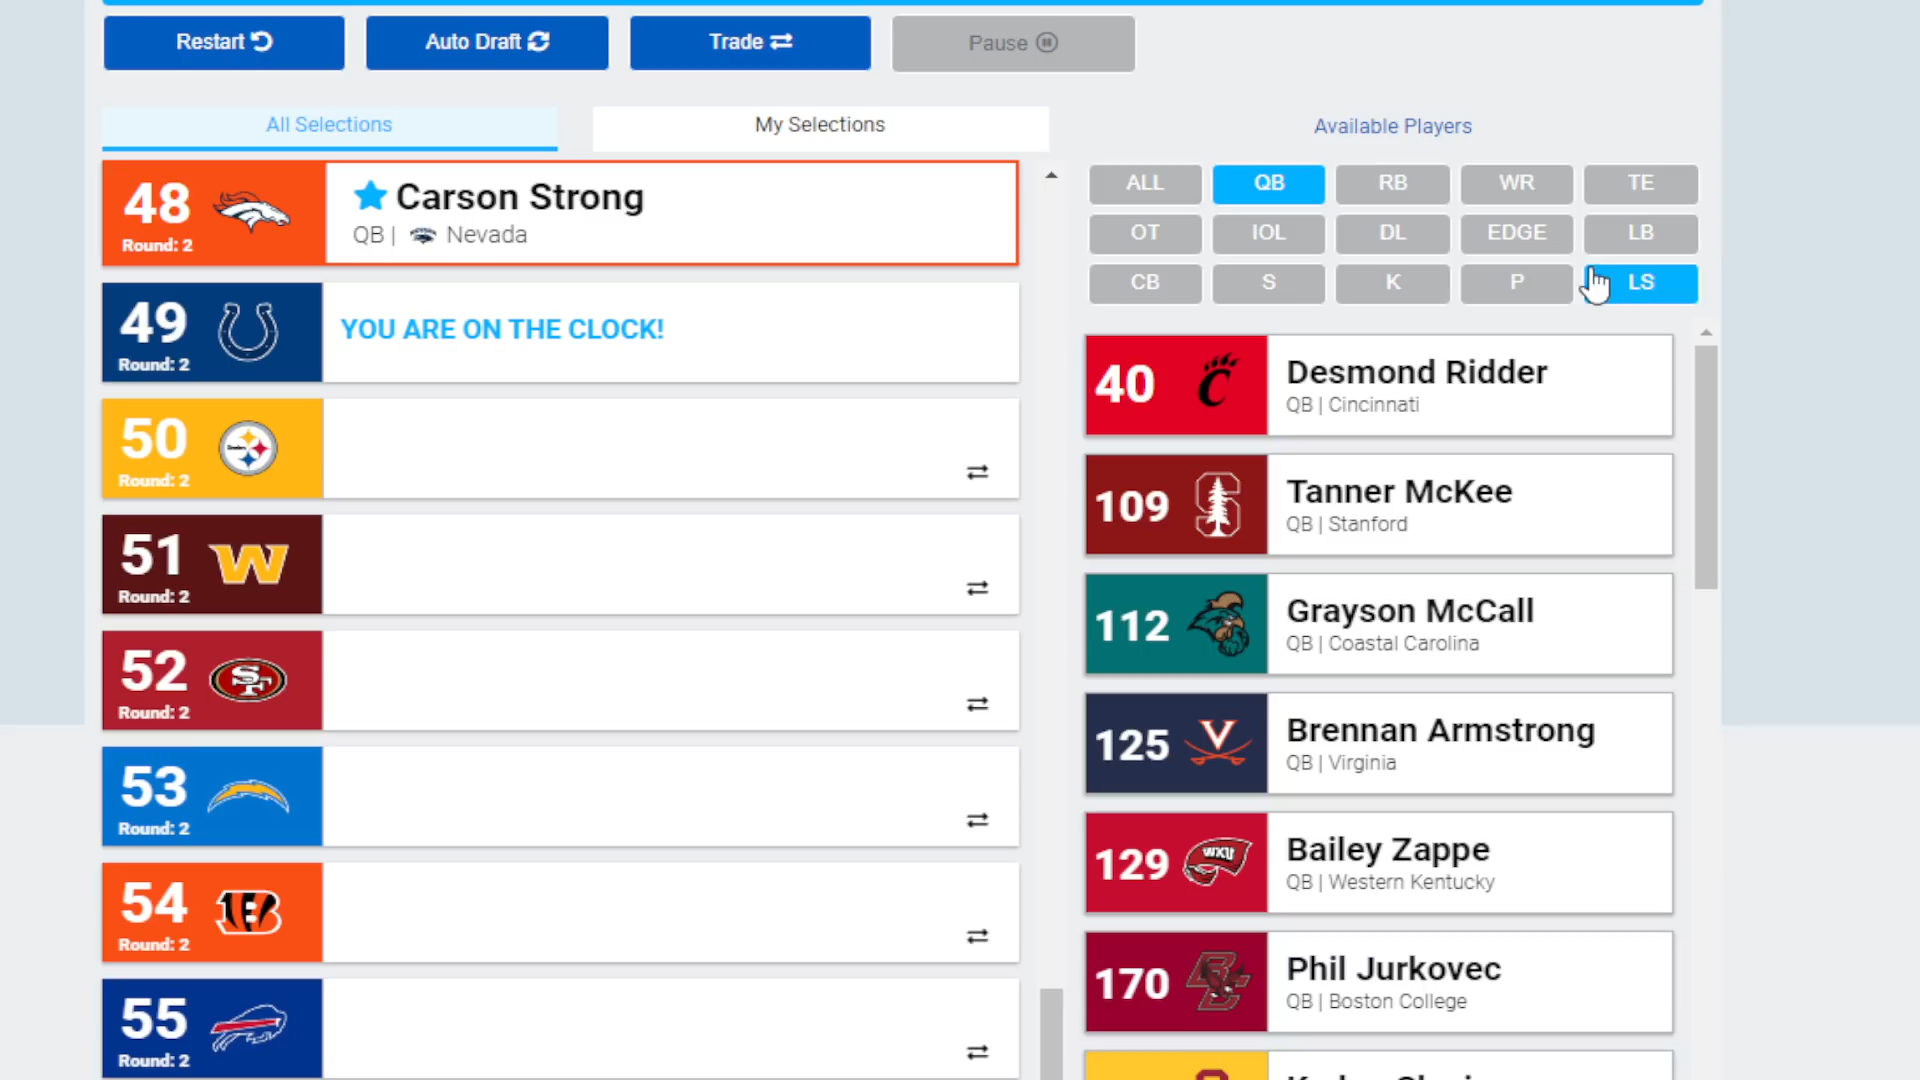 Restart
Auto Draft
Trade
Pause
All Selections
My Selections
Available Players
48
Round: 2
Carson Strong
QB | Nevada
49
Round: 2
YOU ARE ON THE CLOCK!
50
Round: 2
51
Round: 2
W
52
Round: 2
SF
53
Round: 2
54
Round: 2
B
55
Round: 2
ALL
QB
RB
WR
TE
OT
IOL
DL
EDGE
LB
CB
S
K
P
LS
40
C
Desmond Ridder
QB | Cincinnati
109
S
Tanner McKee
QB | Stanford
112
Grayson McCall
QB | Coastal Carolina
125
V
Brennan Armstrong
QB | Virginia
129
WKU
Bailey Zappe
QB | Western Kentucky
170
BC
Phil Jurkovec
QB | Boston College